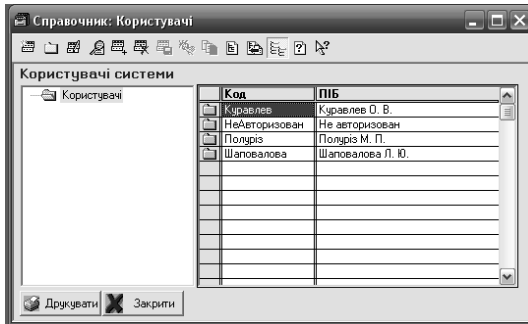 Справочник: Користувачі
Користувачі системи
Користувачі
Код ПІБ
Куравлев Куравлев О. В.
НеАвторизован Не авторизован
Полуріз Полуріз М. П.
Шаповалова Шаповалова Л. Ю.
Друкувати Закрити